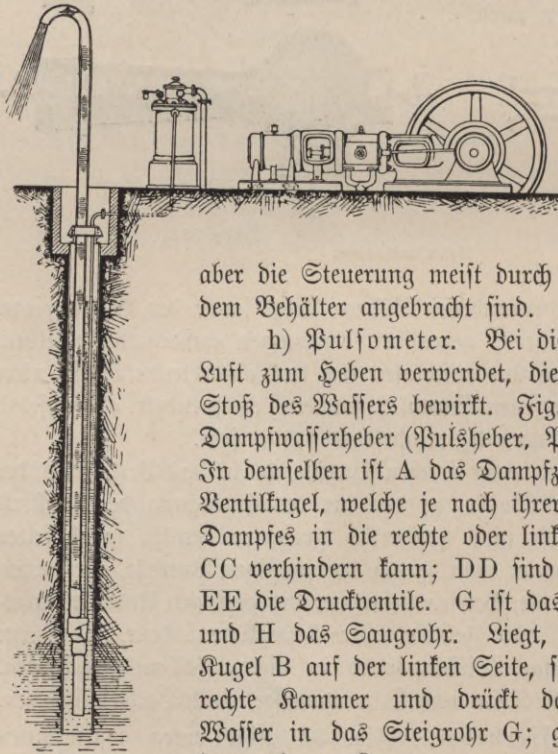 aber die Steuerung meist durch
dem Behälter angebracht sind.
h) Pulsometer. Bei di
Luft zum Heben verwendet, die
Stoß des Wassers bewirkt. Fig
Dampfwasserheber (Pulsheber, P
In demselben ist A das Dampfz
Ventilkugel, welche je nach ihrer
Dampfes in die rechte oder link
CC verhindern kann; DD sind
EE die Druckventile. G ist das
und H das Saugrohr. Liegt,
Kugel B auf der linken Seite, s
rechte Kammer und drückt da
Wasser in das Steigrohr G;